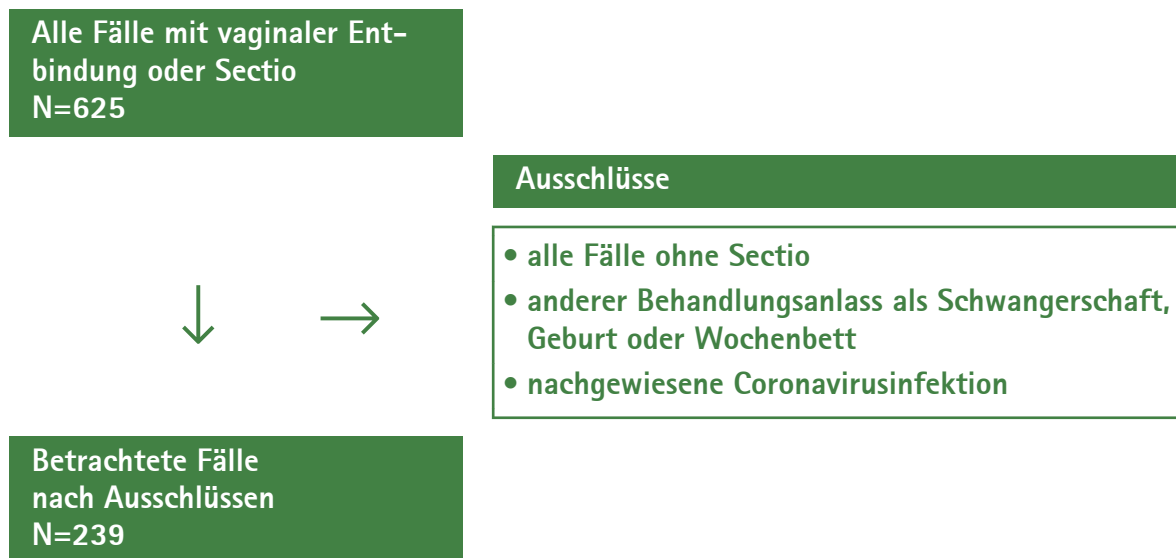 Alle Fälle mit vaginaler Ent-
bindung oder Sectio
N=625
Ausschlüsse
• alle Fälle ohne Sectio
• anderer Behandlungsanlass als Schwangerschaft,
Geburt oder Wochenbett
• nachgewiesene Coronavirusinfektion
Betrachtete Fälle
nach Ausschlüssen
N=239